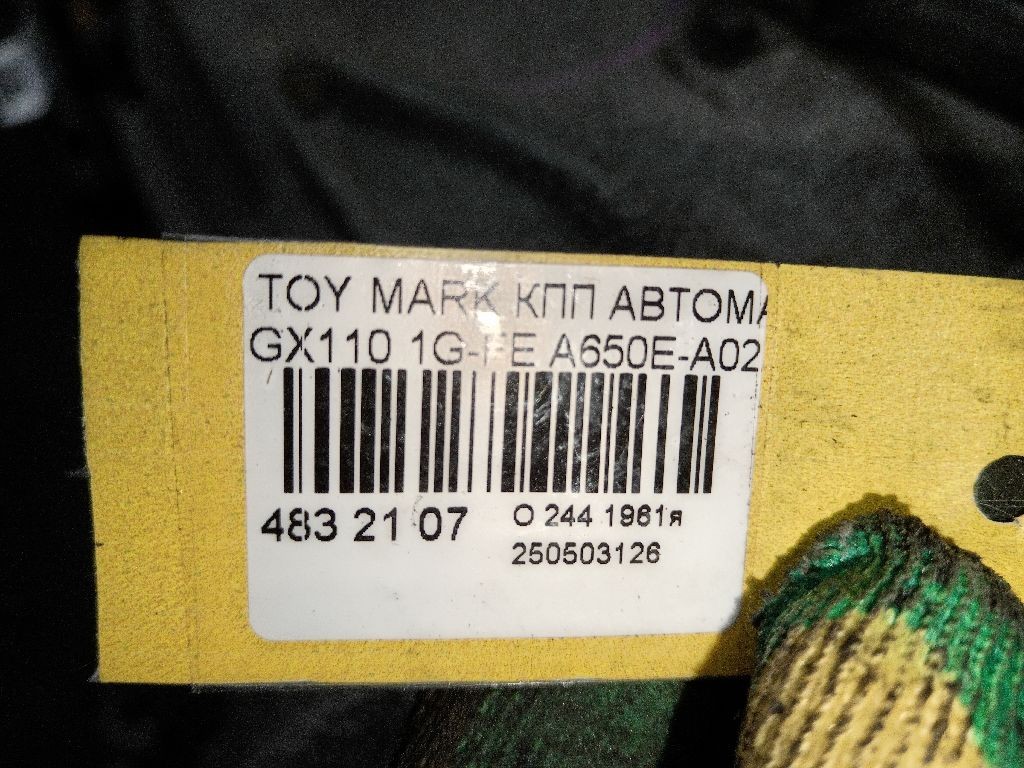 TOY MARK КПП АВТОМА
GX110 1G-FE A650E-A02
483 21 07
О 244 1961я
250503126